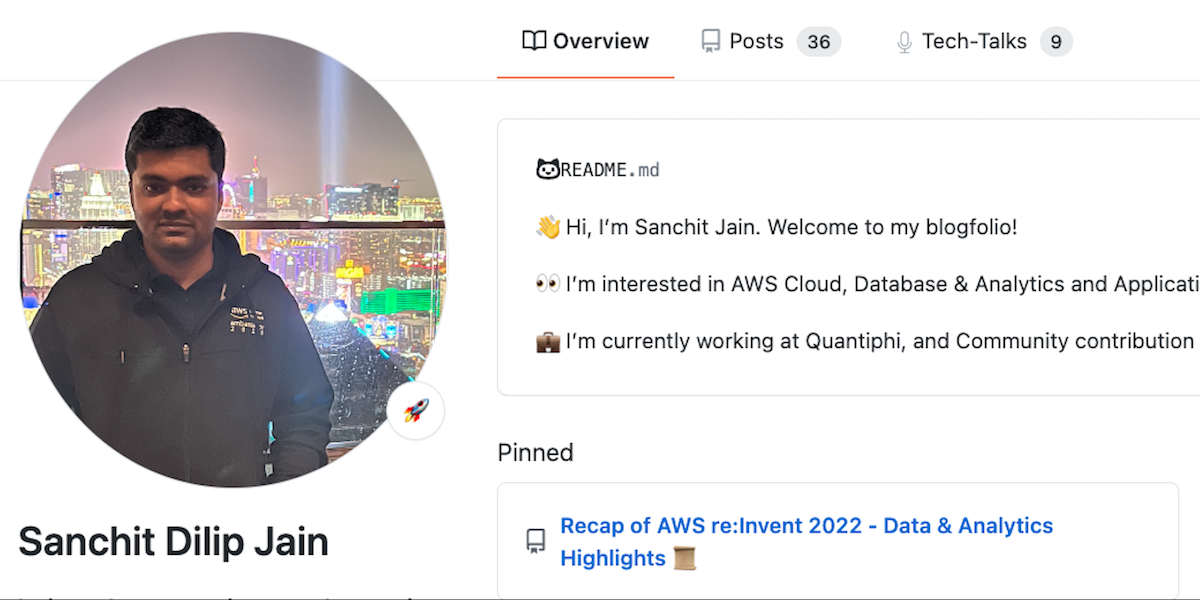 Overview
Posts 36
Tech-Talks 9
README.md
Hi, I’m Sanchit Jain. Welcome to my blogfolio!
I’m interested in AWS Cloud, Database & Analytics and Applicati
I’m currently working at Quantiphi, and Community contribution
aws
Pinned
Recap of AWS re:Invent 2022 - Data & Analytics
Highlights
Sanchit Dilip Jain